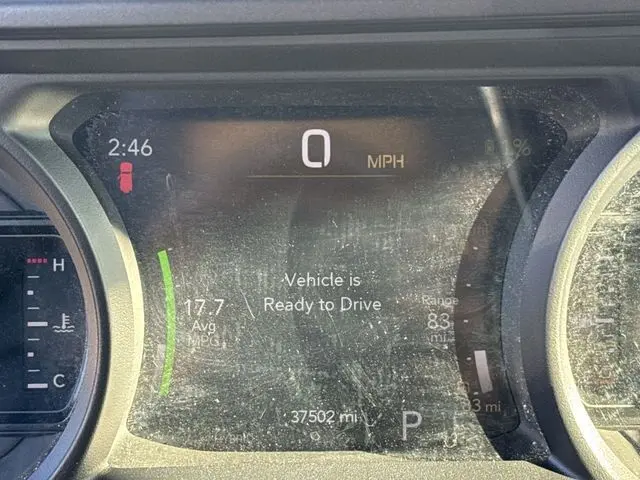 2:46
0 MPH
%
H
Vehicle is
Ready to Drive
17.7
Avg
MPG
Range
83
mi
C
37502 mi
P